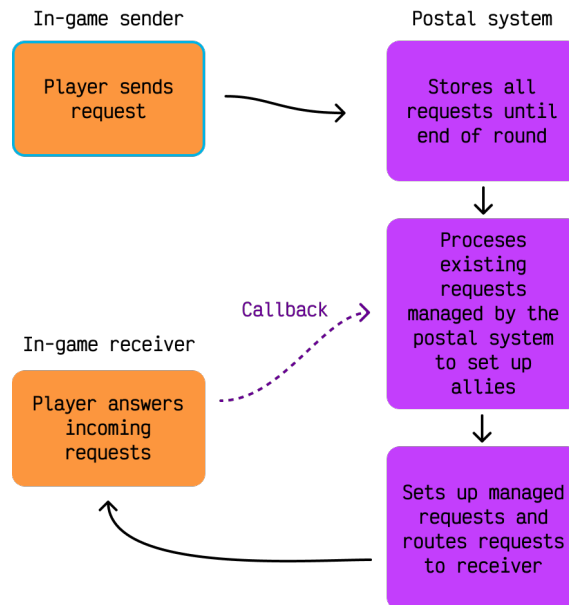 In-game sender
Postal system
Player sends
request
Stores all
requests until
end of round
Proceses
existing
requests
managed by the
postal system
to set up
allies
Callback
In-game receiver
Player answers
incoming
requests
Sets up managed
requests and
routes requests
to receiver